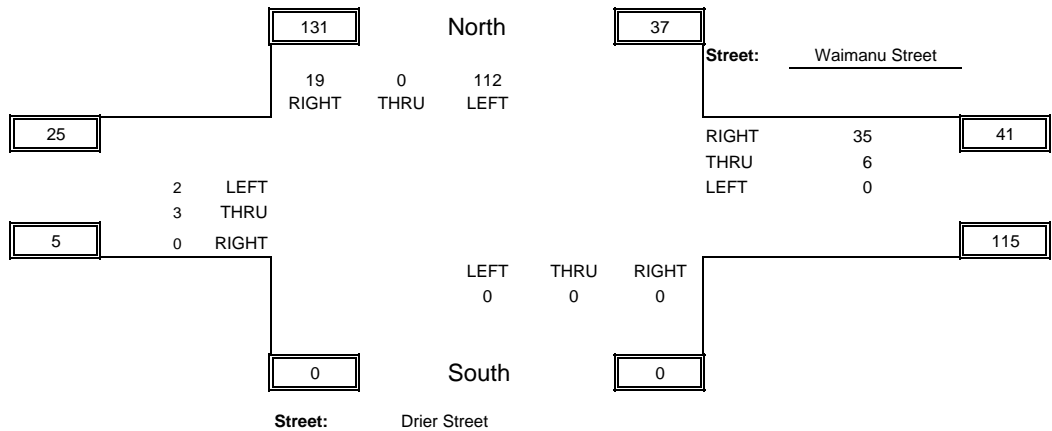 131 North 37
Street: Waimanu Street
19 0 112
RIGHT THRU LEFT
25 RIGHT 35 41
THRU 6
2 LEFT LEFT 0
3 THRU
5 0 RIGHT 115
LEFT THRU RIGHT
0 0 0
0 South 0
Street: Drier Street